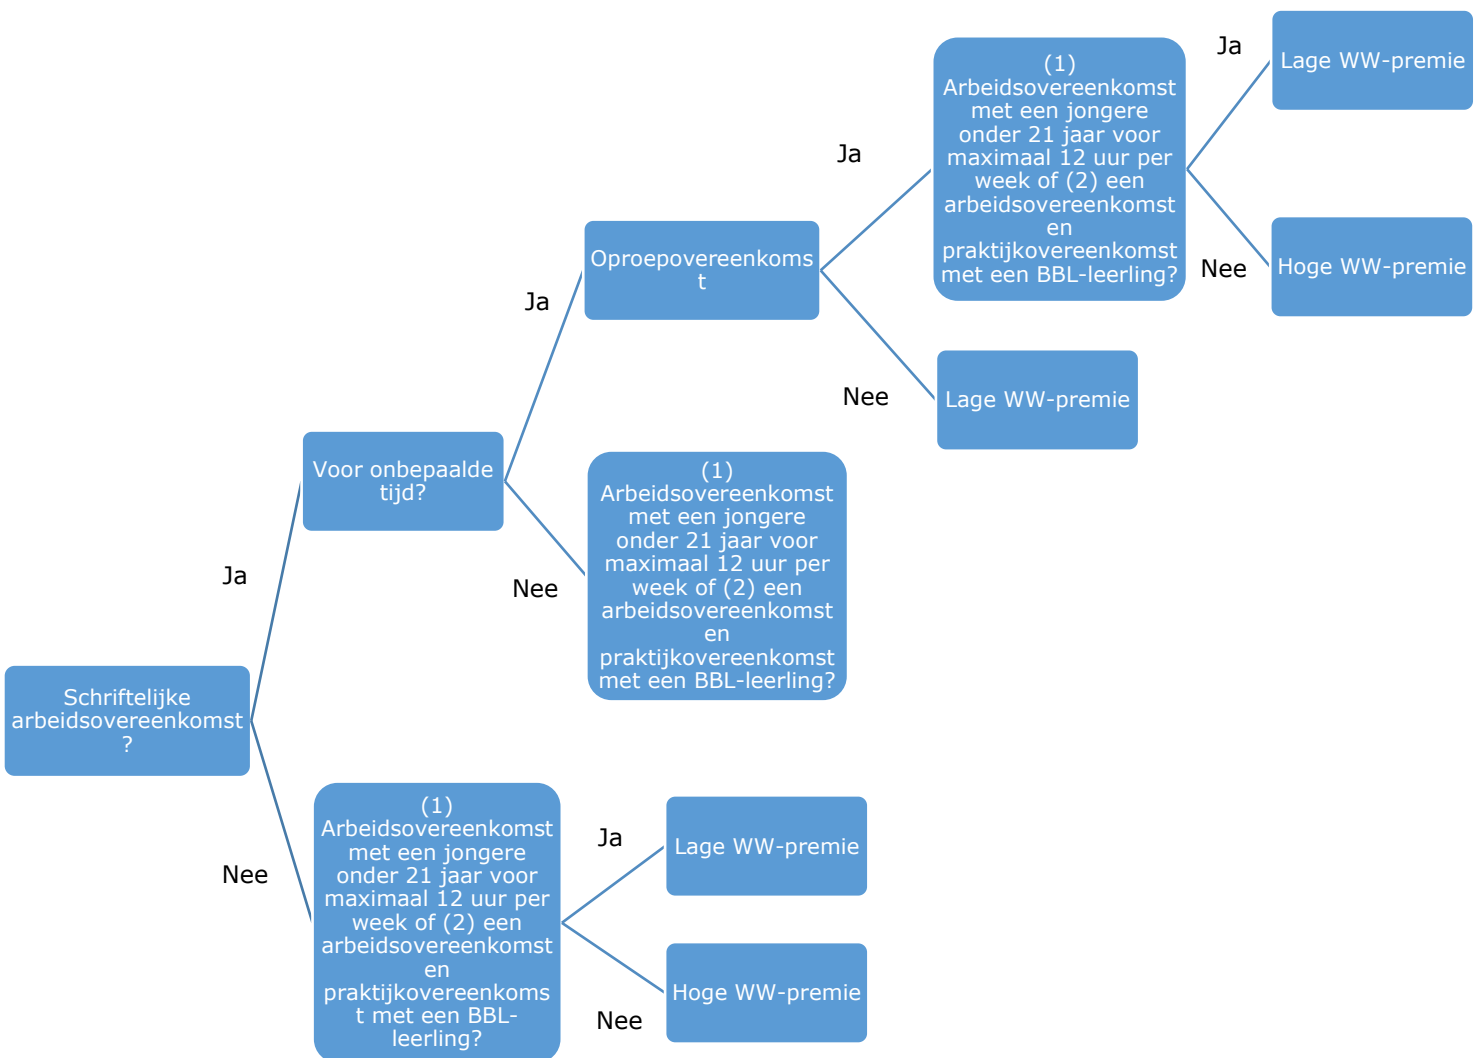 Schriftelijke
arbeidsovereenkomst
?
Ja
Nee
Voor onbepaalde
tijd?
Ja
Nee
Oproepovereenkoms
t
Ja
Nee
(1)
Arbeidsovereenkomst
met een jongere
onder 21 jaar voor
maximaal 12 uur per
week of (2) een
arbeidsovereenkomst
en
praktijkovereenkomst
met een BBL-leerling?
Ja
Nee
Lage WW-premie
Hoge WW-premie
Lage WW-premie
(1)
Arbeidsovereenkomst
met een jongere
onder 21 jaar voor
maximaal 12 uur per
week of (2) een
arbeidsovereenkomst
en
praktijkovereenkomst
met een BBL-leerling?
(1)
Arbeidsovereenkomst
met een jongere
onder 21 jaar voor
maximaal 12 uur per
week of (2) een
arbeidsovereenkomst
en
praktijkovereenkoms
t met een BBL-
leerling?
Ja
Nee
Lage WW-premie
Hoge WW-premie